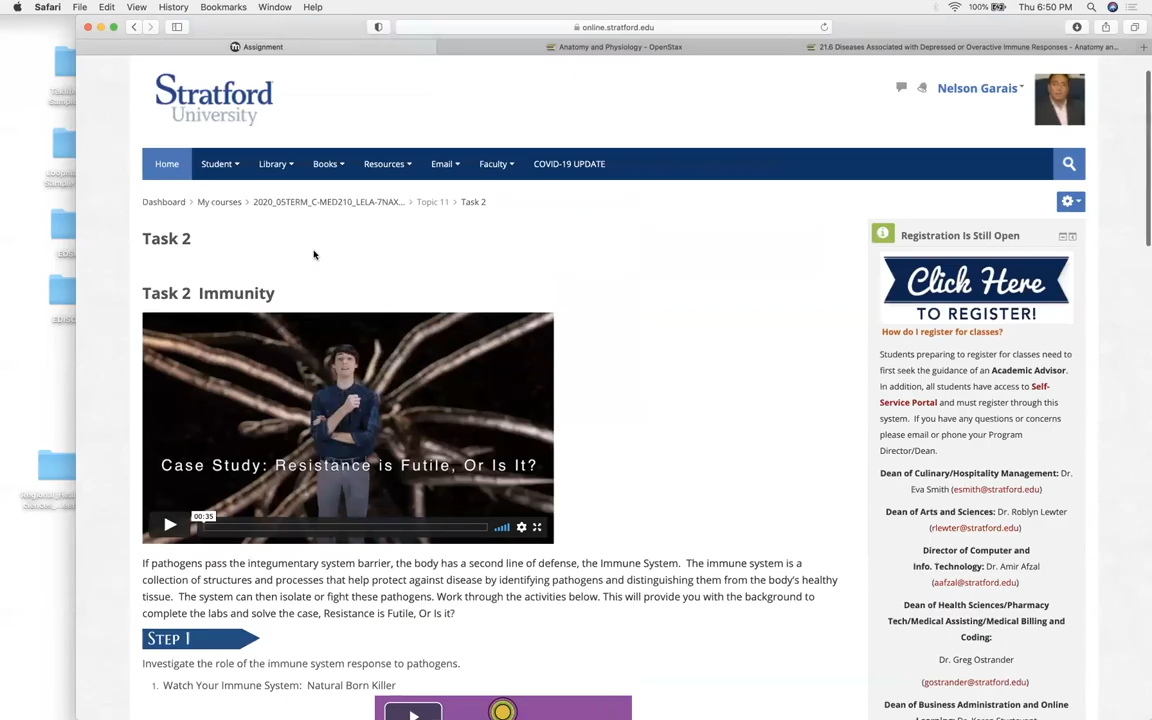 Safari File Edit View History Bookmarks Window Help
100% Thu 6:50 PM
online.stratford.edu
Assignment
Anatomy and Physiology - OpenStax
21.6 Diseases Associated with Depressed or Overactive Immune Responses - Anatomy an...
Stratford
University
Nelson Garais
Home Student Library Books Resources Email Faculty COVID-19 UPDATE
Dashboard > My courses > 2020_05TERM_C-MED210_LELA-7NAX... > Topic 11 > Task 2
Task 2
Task 2 Immunity
Case Study: Resistance is Futile, Or Is It?
00:35
If pathogens pass the integumentary system barrier, the body has a second line of defense, the Immune System. The immune system is a
collection of structures and processes that help protect against disease by identifying pathogens and distinguishing them from the body's healthy
tissue. The system can then isolate or fight these pathogens. Work through the activities below. This will provide you with the background to
complete the labs and solve the case, Resistance is Futile, Or Is it?
STEP 1
Investigate the role of the immune system response to pathogens.
1. Watch Your Immune System: Natural Born Killer
Registration Is Still Open
Click Here
TO REGISTER!
How do I register for classes?
Students preparing to register for classes need to
first seek the guidance of an Academic Advisor.
In addition, all students have access to Self-
Service Portal and must register through this
system. If you have any questions or concerns
please email or phone your Program
Director/Dean.
Dean of Culinary/Hospitality Management: Dr.
Eva Smith (esmith@stratford.edu)
Dean of Arts and Sciences: Dr. Roblyn Lewter
(rlewter@stratford.edu)
Director of Computer and
Info. Technology: Dr. Amir Afzal
(aafzal@stratford.edu)
Dean of Health Sciences/Pharmacy
Tech/Medical Assisting/Medical Billing and
Coding:
Dr. Greg Ostrander
(gostrander@stratford.edu)
Dean of Business Administration and Online